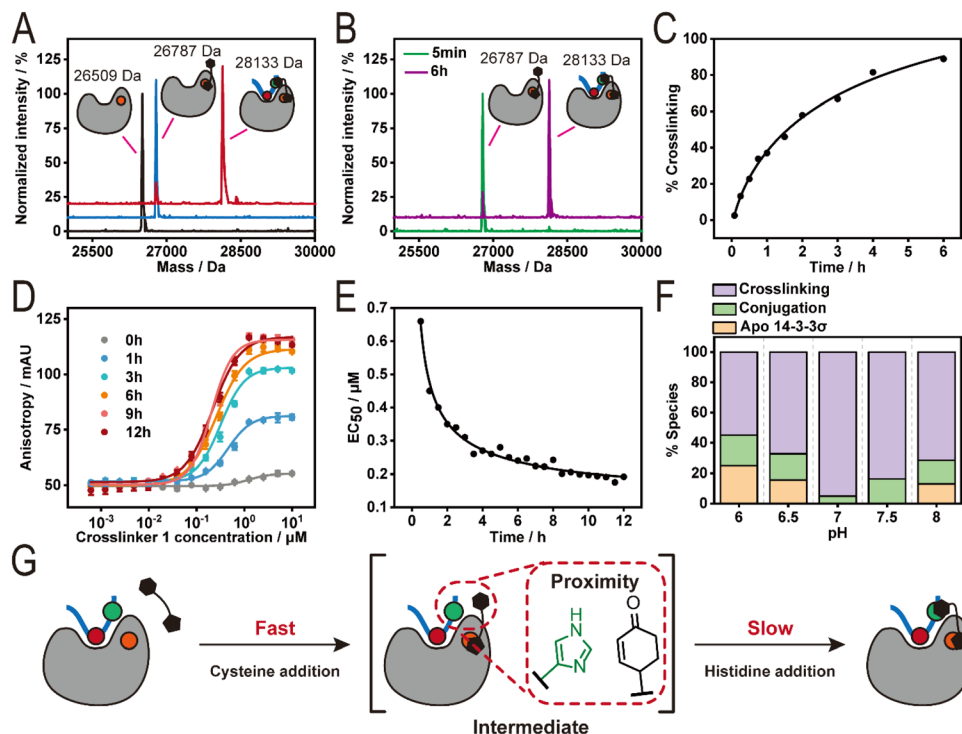 A
Normalized intensity / %
125
100
75
50
25
0
26509 Da
26787 Da
28133 Da
25500
27000
28500
30000
Mass / Da
B
Normalized intensity / %
125
100
75
50
25
0
5min
6h
26787 Da
28133 Da
25500
27000
28500
30000
Mass / Da
C
% Crosslinking
100
80
60
40
20
0
0
1
2
3
4
5
6
Time / h
D
Anisotropy / mAU
125
100
75
50
0h
1h
3h
6h
9h
12h
10⁻³
10⁻²
10⁻¹
10⁰
10¹
Crosslinker 1 concentration / μM
E
EC₅₀ / μM
0.7
0.6
0.5
0.4
0.3
0.2
0.1
0
2
4
6
8
10
12
Time / h
F
Crosslinking
Conjugation
Apo 14-3-3σ
% Species
100
80
60
40
20
0
6
6.5
7
7.5
8
pH
G
Fast
Cysteine addition
Proximity
H
N
N
O
Intermediate
Slow
Histidine addition